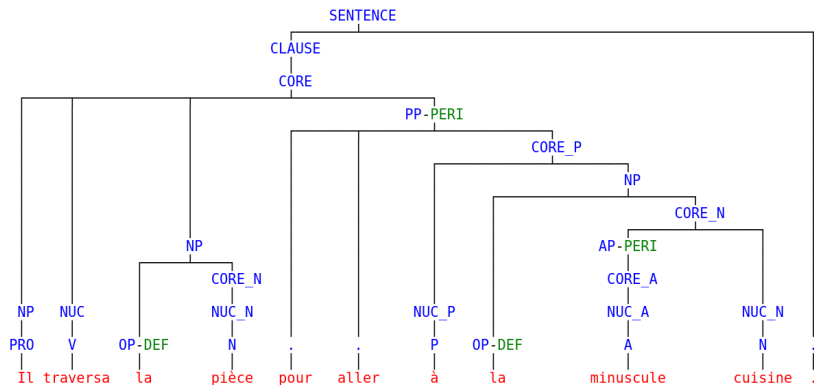 SENTENCE
CLAUSE
CORE
PP-PERI
CORE_P
NP
CORE_N
NP AP-PERI
CORE_N CORE_A
NP NUC NUC_N NUC_P NUC_A NUC_N
PRO V OP-DEF N . . P OP-DEF A N .
Il traversa la pièce pour aller à la minuscule cuisine .